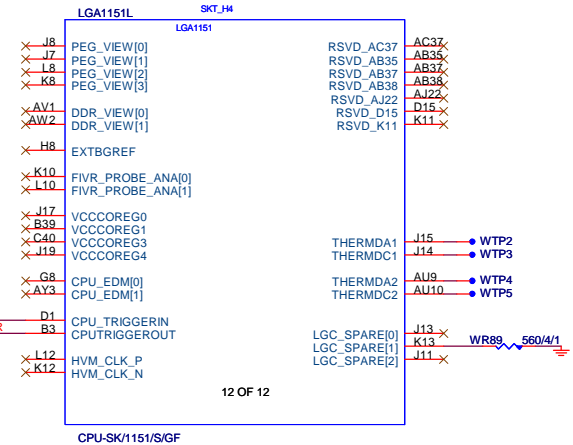 LGA1151L SKT_H4
LGA1151
J8 PEG_VIEW[0] RSVD_AC37 AC37
J7 PEG_VIEW[1] RSVD_AB35 AB35
L8 PEG_VIEW[2] RSVD_AB37 AB37
K8 PEG_VIEW[3] RSVD_AB38 AB38
RSVD_AJ22 AJ22
AV1 DDR_VIEW[0] RSVD_D15 D15
AW2 DDR_VIEW[1] RSVD_K11 K11
H8 EXTBGREF
K10 FIVR_PROBE_ANA[0]
L10 FIVR_PROBE_ANA[1]
J17 VCCCOREG0
B39 VCCCOREG1
C40 VCCCOREG3 THERMDA1 J15 WTP2
J19 VCCCOREG4 THERMDC1 J14 WTP3
G8 CPU_EDM[0] THERMDA2 AU9 WTP4
AY3 CPU_EDM[1] THERMDC2 AU10 WTP5
D1 CPU_TRIGGERIN
B3 CPUTRIGGEROUT LGC_SPARE[0] J13
LGC_SPARE[1] K13 WR89 560/4/1
L12 HVM_CLK_P LGC_SPARE[2] J11
K12 HVM_CLK_N
12 OF 12
CPU-SK/1151/S/GF